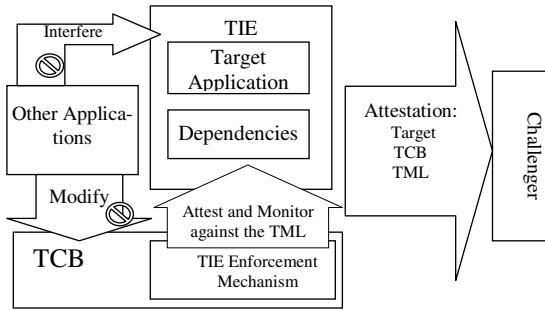 Interfere
TIE
Target
Application
Other Applica-
tions
Dependencies
Attestation:
Target
TCB
TML
Challenger
Modify
Attest and Monitor
against the TML
TCB
TIE Enforcement
Mechanism